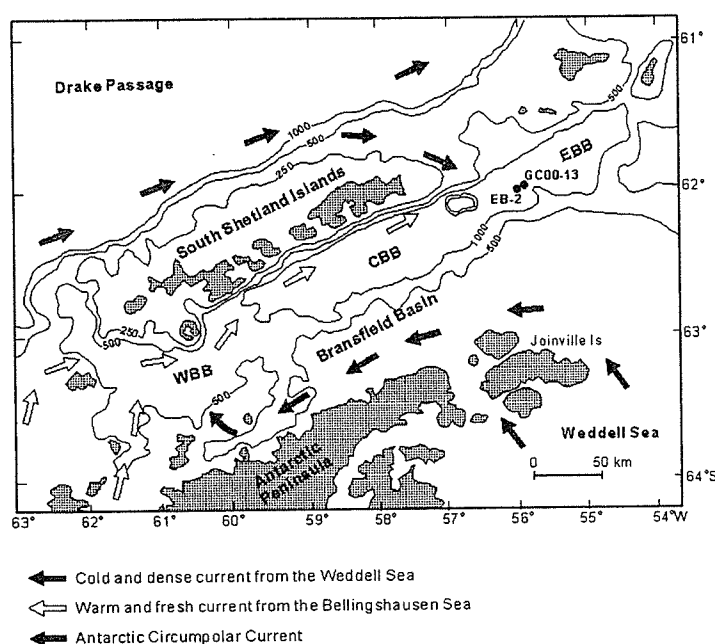 61°
Drake Passage
500
1000
500
EBB
250
GC00-13
62°
EB-2
South Shetland Islands
1000
500
CBB
Bransfield Basin
250
500
63°
Joinville Is
WBB
500
Weddell Sea
0 50 km
Antarctic
Peninsula
64°S
63° 62° 61° 60° 59° 58° 57° 56° 55° 54°W
Cold and dense current from the Weddell Sea
Warm and fresh current from the Bellingshausen Sea
Antarctic Circumpolar Current